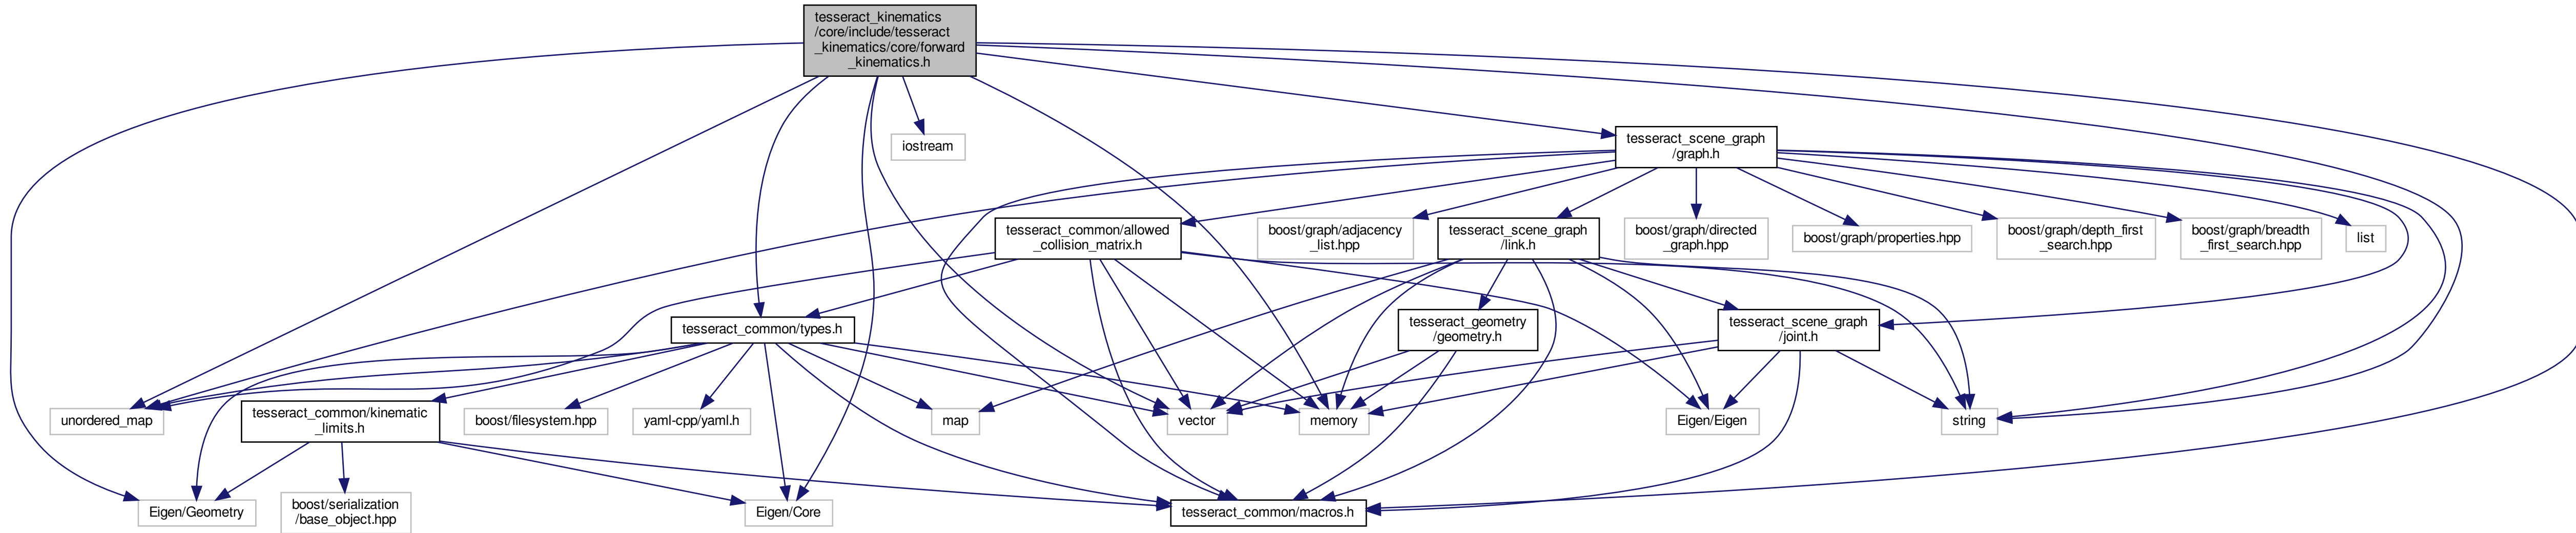 tesseract_kinematics
/core/include/tesseract
_kinematics/core/forward
_kinematics.h
iostream
tesseract_scene_graph
/graph.h
tesseract_common/allowed
_collision_matrix.h
boost/graph/adjacency
_list.hpp
tesseract_scene_graph
/link.h
boost/graph/directed
_graph.hpp
boost/graph/properties.hpp
boost/graph/depth_first
_search.hpp
boost/graph/breadth
_first_search.hpp
list
tesseract_common/types.h
tesseract_geometry
/geometry.h
tesseract_scene_graph
/joint.h
unordered_map
tesseract_common/kinematic
_limits.h
boost/filesystem.hpp
yaml-cpp/yaml.h
map
vector
memory
Eigen/Eigen
string
Eigen/Geometry
boost/serialization
/base_object.hpp
Eigen/Core
tesseract_common/macros.h